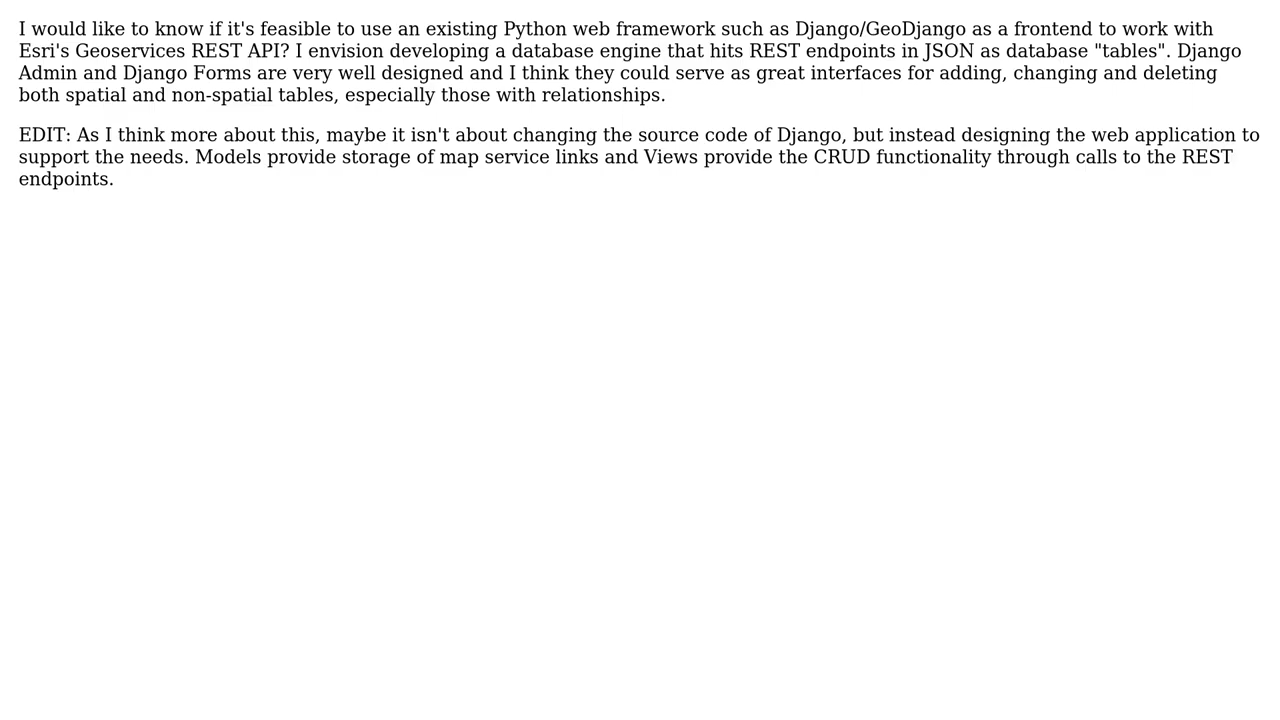 I would like to know if it's feasible to use an existing Python web framework such as Django/GeoDjango as a frontend to work with
Esri's Geoservices REST API? I envision developing a database engine that hits REST endpoints in JSON as database "tables". Django
Admin and Django Forms are very well designed and I think they could serve as great interfaces for adding, changing and deleting
both spatial and non-spatial tables, especially those with relationships.
EDIT: As I think more about this, maybe it isn't about changing the source code of Django, but instead designing the web application to
support the needs. Models provide storage of map service links and Views provide the CRUD functionality through calls to the REST
endpoints.